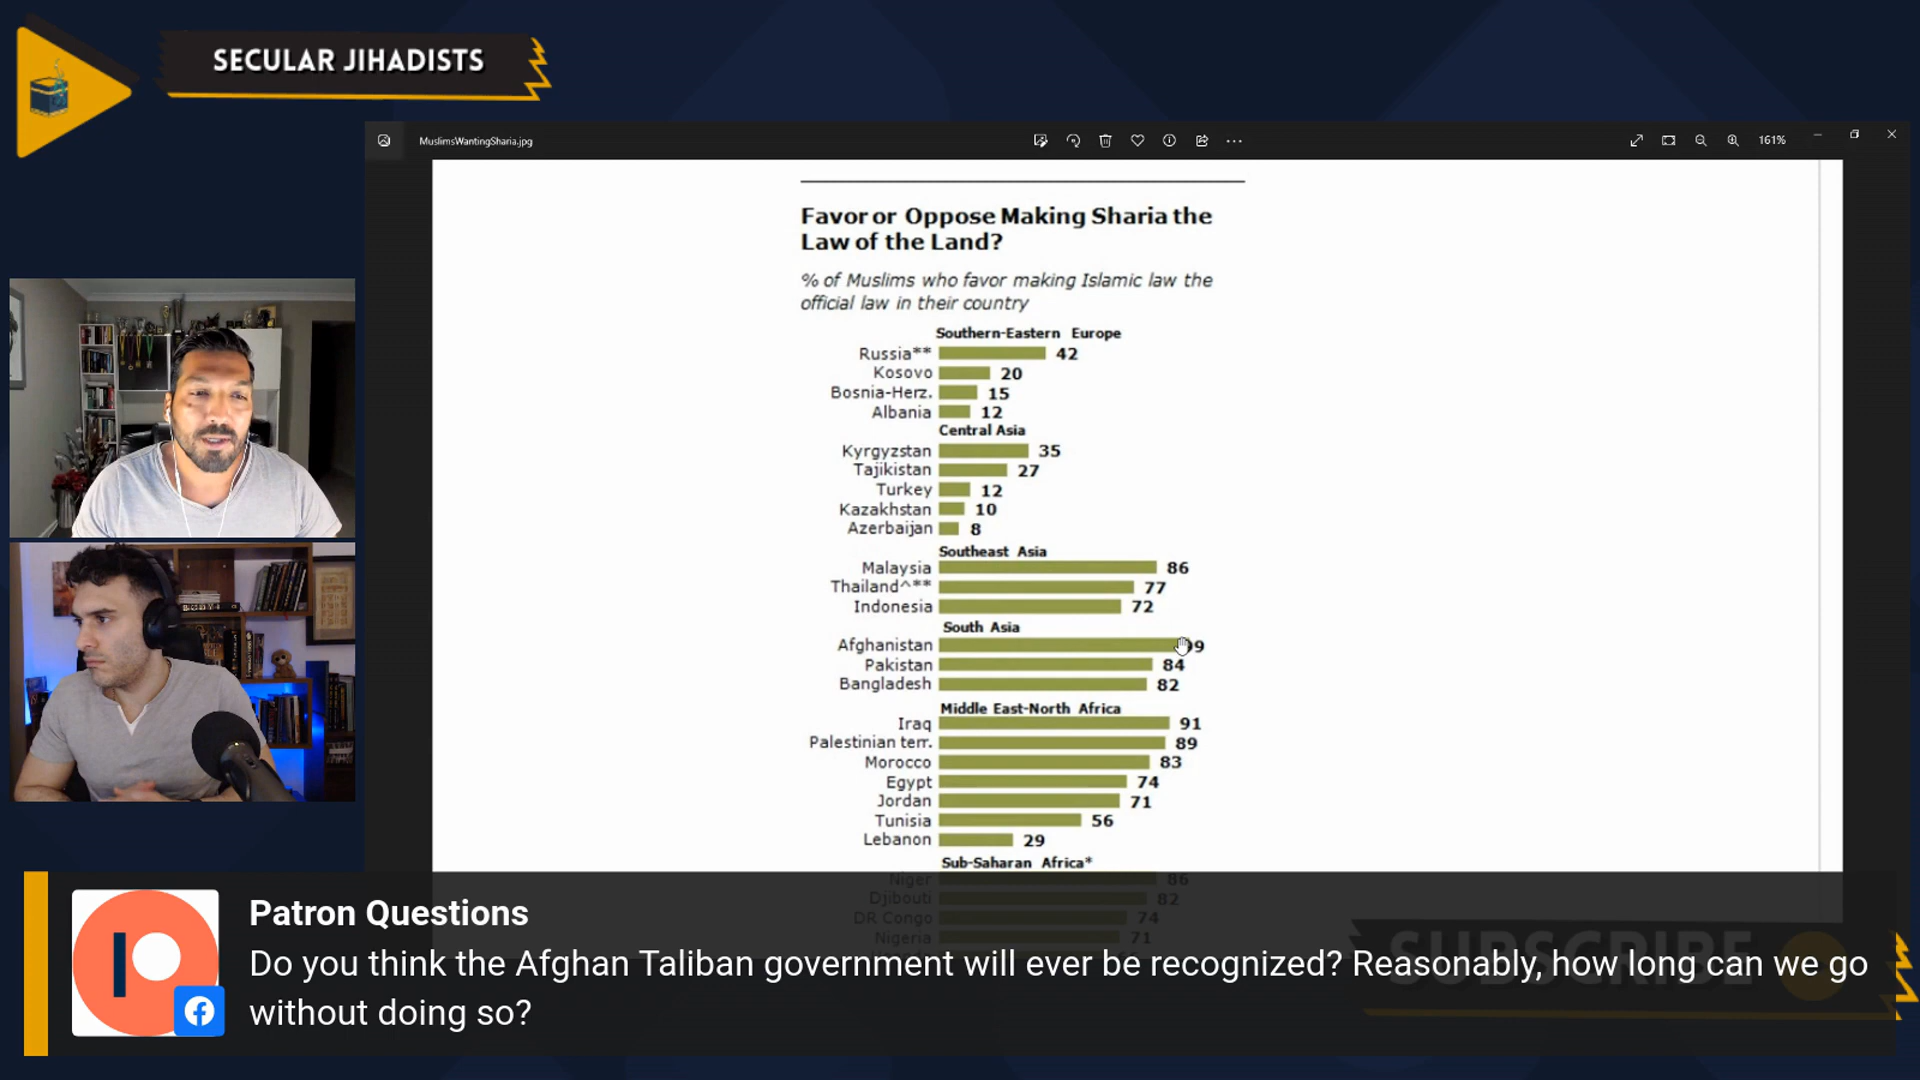 SECULAR JIHADISTS
MuslimsWantingSharia.jpg
161%
Favor or Oppose Making Sharia the
Law of the Land?
% of Muslims who favor making Islamic law the
official law in their country
Southern-Eastern Europe
Russia** 42
Kosovo 20
Bosnia-Herz. 15
Albania 12
Central Asia
Kyrgyzstan 35
Tajikistan 27
Turkey 12
Kazakhstan 10
Azerbaijan 8
Southeast Asia
Malaysia 86
Thailand^** 77
Indonesia 72
South Asia
Afghanistan 99
Pakistan 84
Bangladesh 82
Middle East-North Africa
Iraq 91
Palestinian terr. 89
Morocco 83
Egypt 74
Jordan 71
Tunisia 56
Lebanon 29
Sub-Saharan Africa*
Niger 86
Djibouti 82
DR Congo 74
Nigeria 71
SUBSCRIBE
Patron Questions
Do you think the Afghan Taliban government will ever be recognized? Reasonably, how long can we go
without doing so?